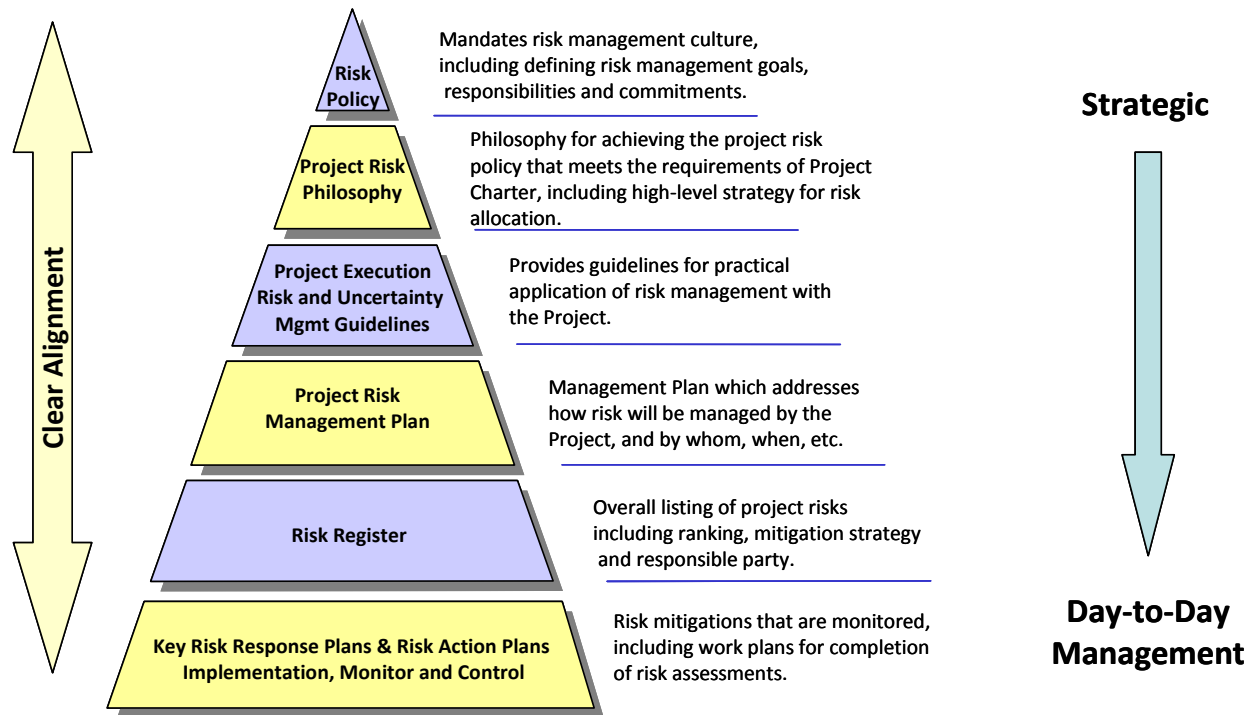 Risk
Policy
Mandates risk management culture,
including defining risk management goals,
responsibilities and commitments.
Strategic
Project Risk
Philosophy
Philosophy for achieving the project risk
policy that meets the requirements of Project
Charter, including high-level strategy for risk
allocation.
Clear Alignment
Project Execution
Risk and Uncertainty
Mgmt Guidelines
Provides guidelines for practical
application of risk management with
the Project.
Project Risk
Management Plan
Management Plan which addresses
how risk will be managed by the
Project, and by whom, when, etc.
Risk Register
Overall listing of project risks
including ranking, mitigation strategy
and responsible party.
Key Risk Response Plans & Risk Action Plans
Implementation, Monitor and Control
Risk mitigations that are monitored,
including work plans for completion
of risk assessments.
Day-to-Day
Management